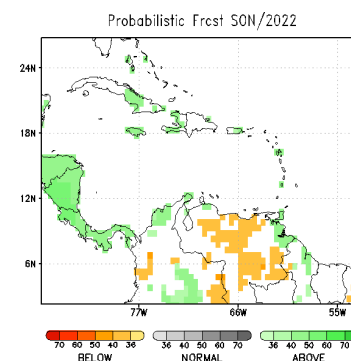 Probabilistic Frcst SON/2022
24N
18N
12N
6N
77W 66W 55W
70 60 50 40 36 36 40 50 60 70 36 40 50 60 70
BELOW NORMAL ABOVE